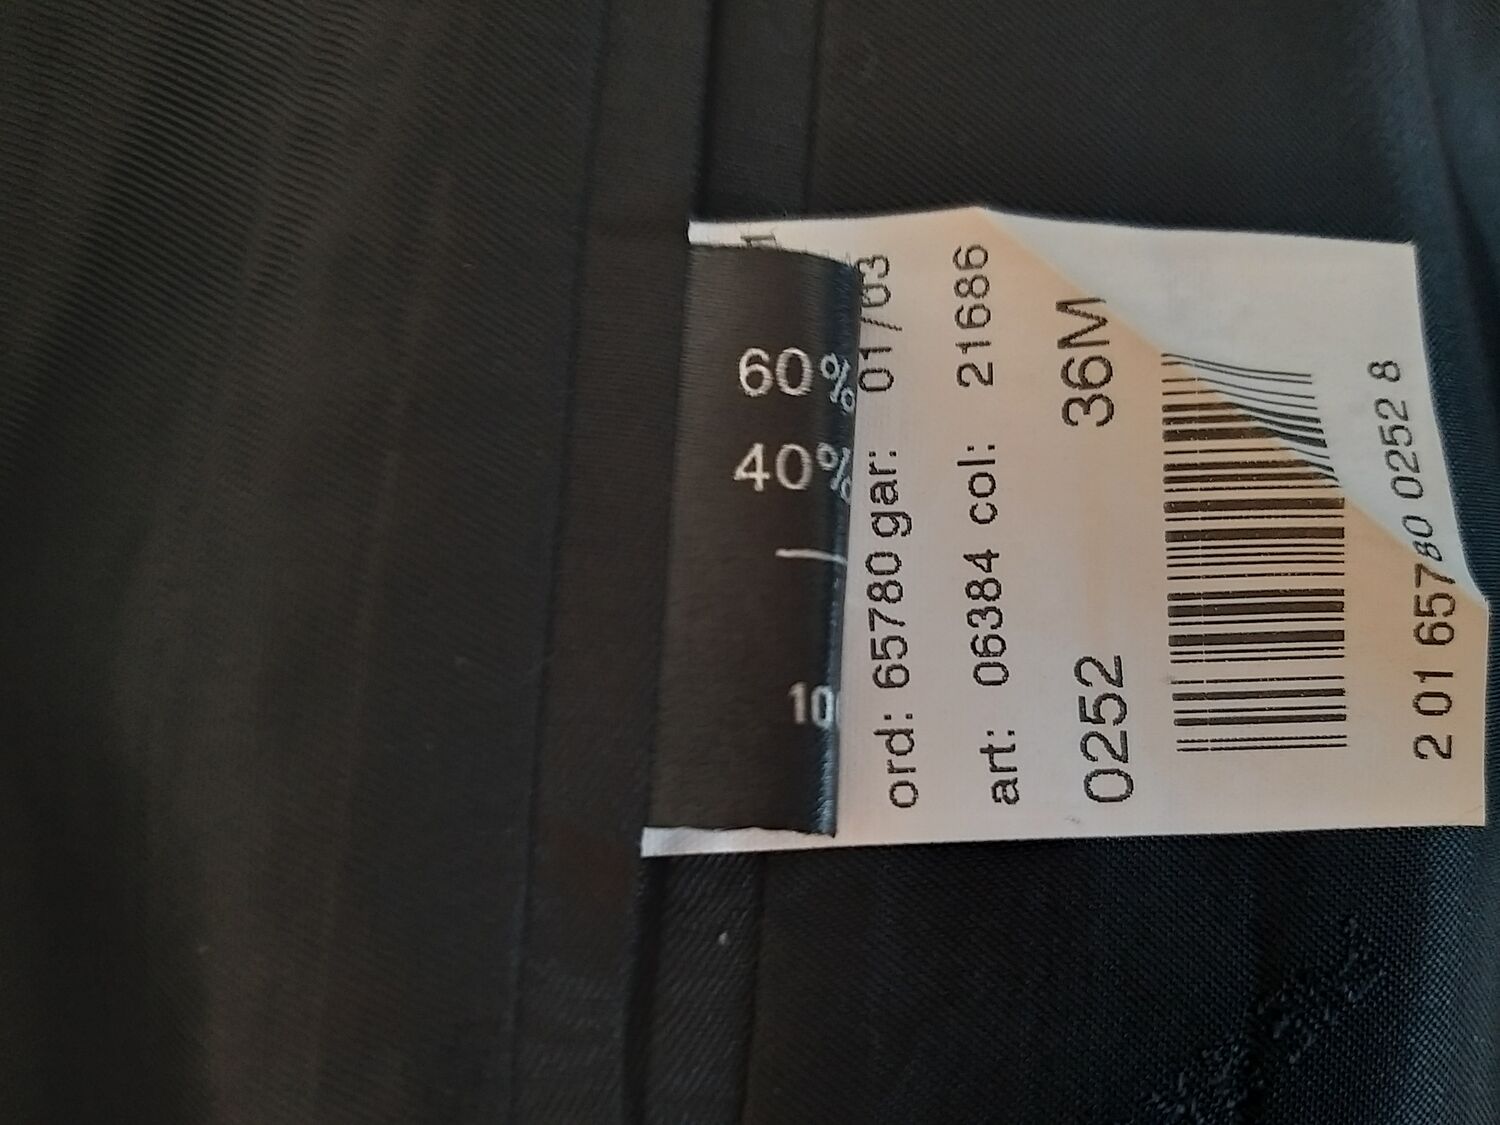 60%
40%
10
ord: 65780 gar: 01/03
art: 06384 col: 21686
0252 36M
2 01 65780 0252 8